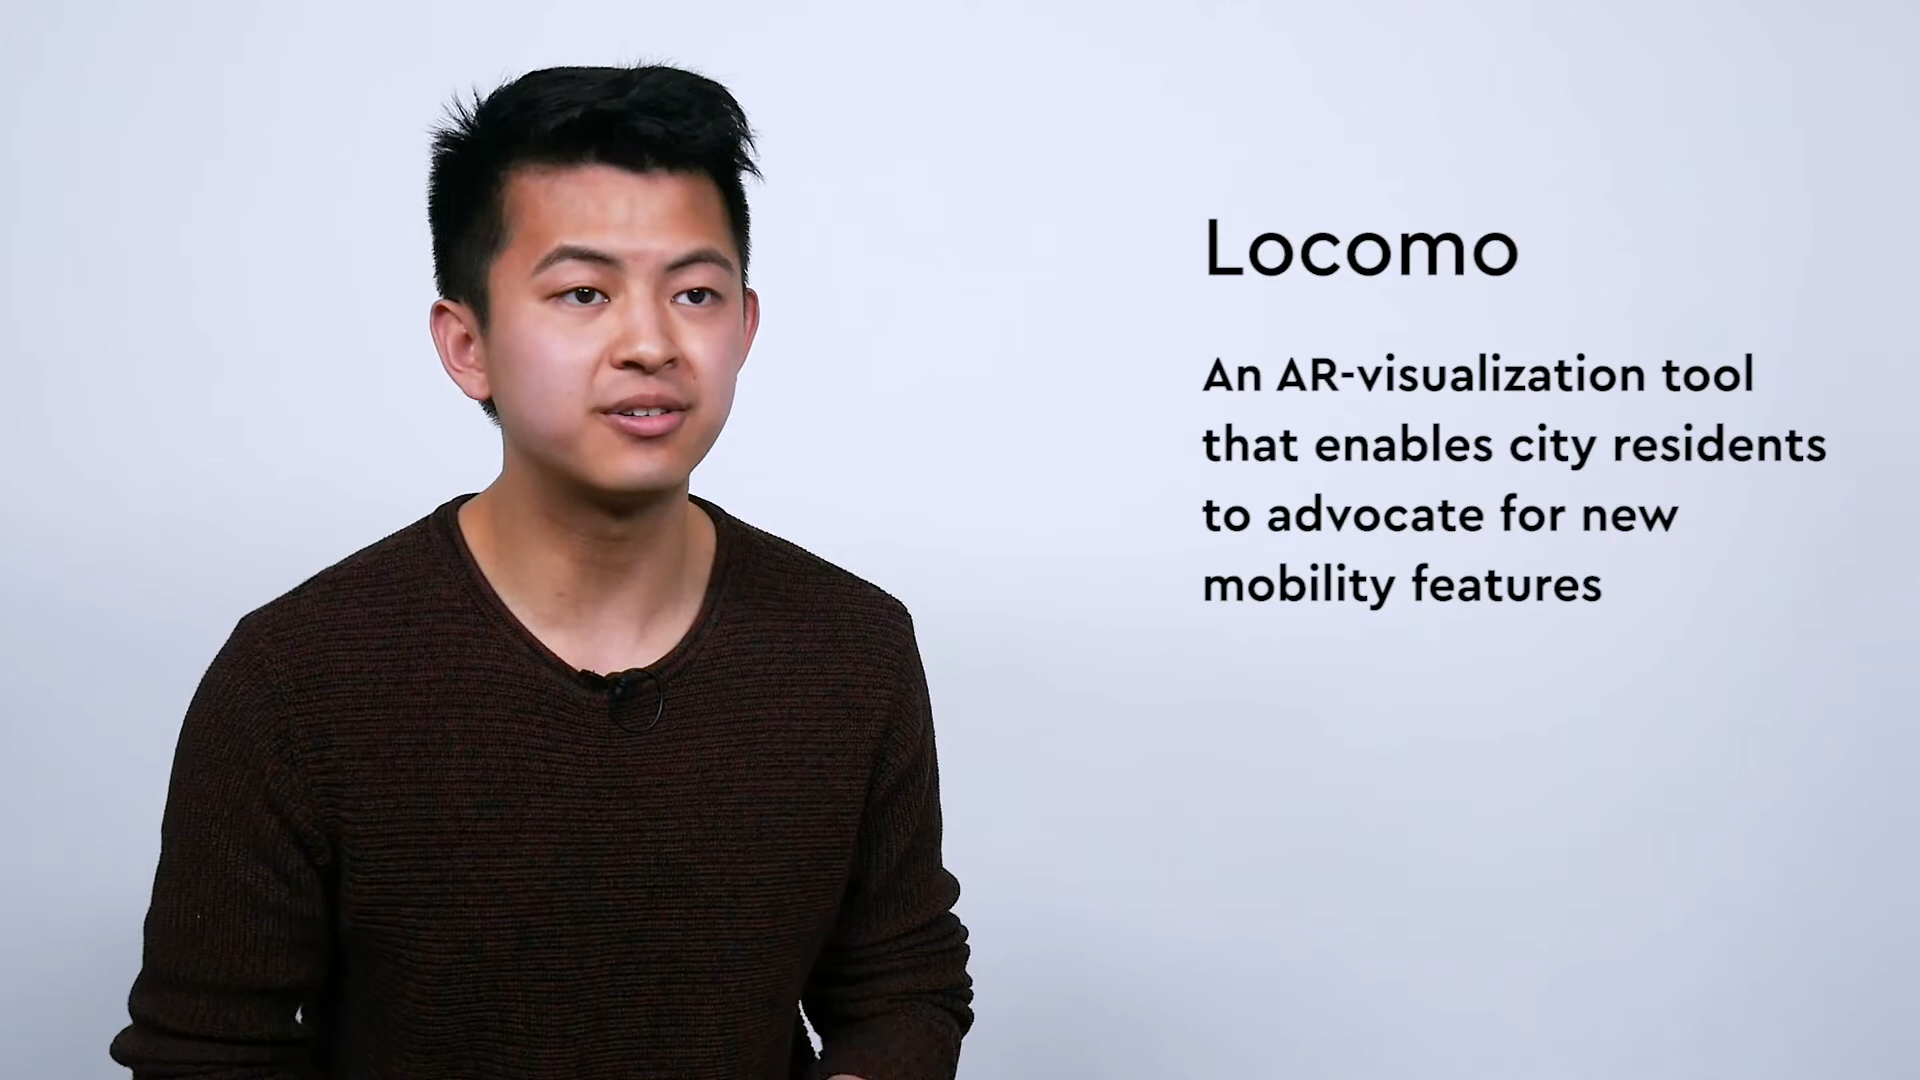 Locomo
An AR-visualization tool
that enables city residents
to advocate for new
mobility features